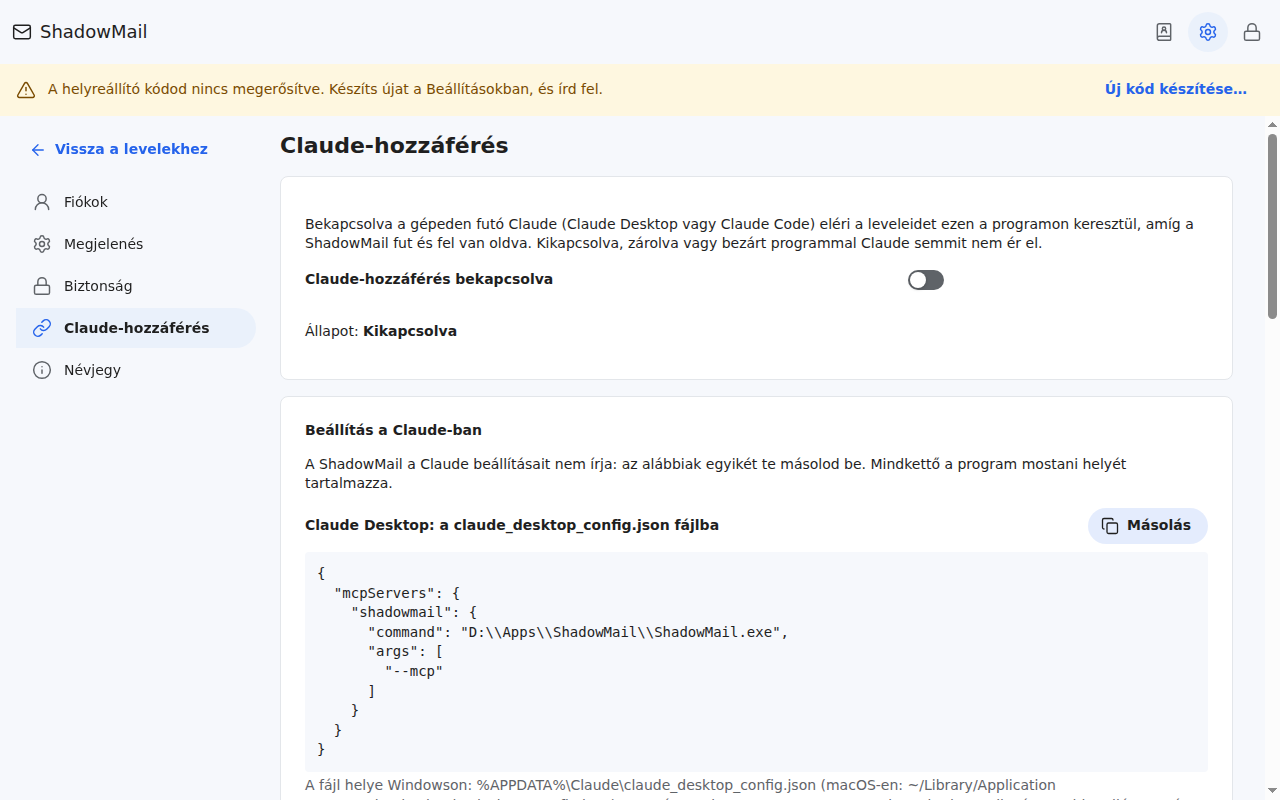 ShadowMail
A helyreállító kódod nincs megerősítve. Készíts újat a Beállításokban, és írd fel.
Új kód készítése…
Vissza a levelekhez
Fiókok
Megjelenés
Biztonság
Claude-hozzáférés
Névjegy
Claude-hozzáférés
Bekapcsolva a gépeden futó Claude (Claude Desktop vagy Claude Code) eléri a leveleidet ezen a programon keresztül, amíg a
ShadowMail fut és fel van oldva. Kikapcsolva, zárolva vagy bezárt programmal Claude semmit nem ér el.
Claude-hozzáférés bekapcsolva
Állapot: Kikapcsolva
Beállítás a Claude-ban
A ShadowMail a Claude beállításait nem írja: az alábbiak egyikét te másolod be. Mindkettő a program mostani helyét
tartalmazza.
Claude Desktop: a claude_desktop_config.json fájlba
Másolás
{
  "mcpServers": {
    "shadowmail": {
      "command": "D:\\Apps\\ShadowMail\\ShadowMail.exe",
      "args": [
        "--mcp"
      ]
    }
  }
}
A fájl helye Windowson: %APPDATA%\Claude\claude_desktop_config.json (macOS-en: ~/Library/Application